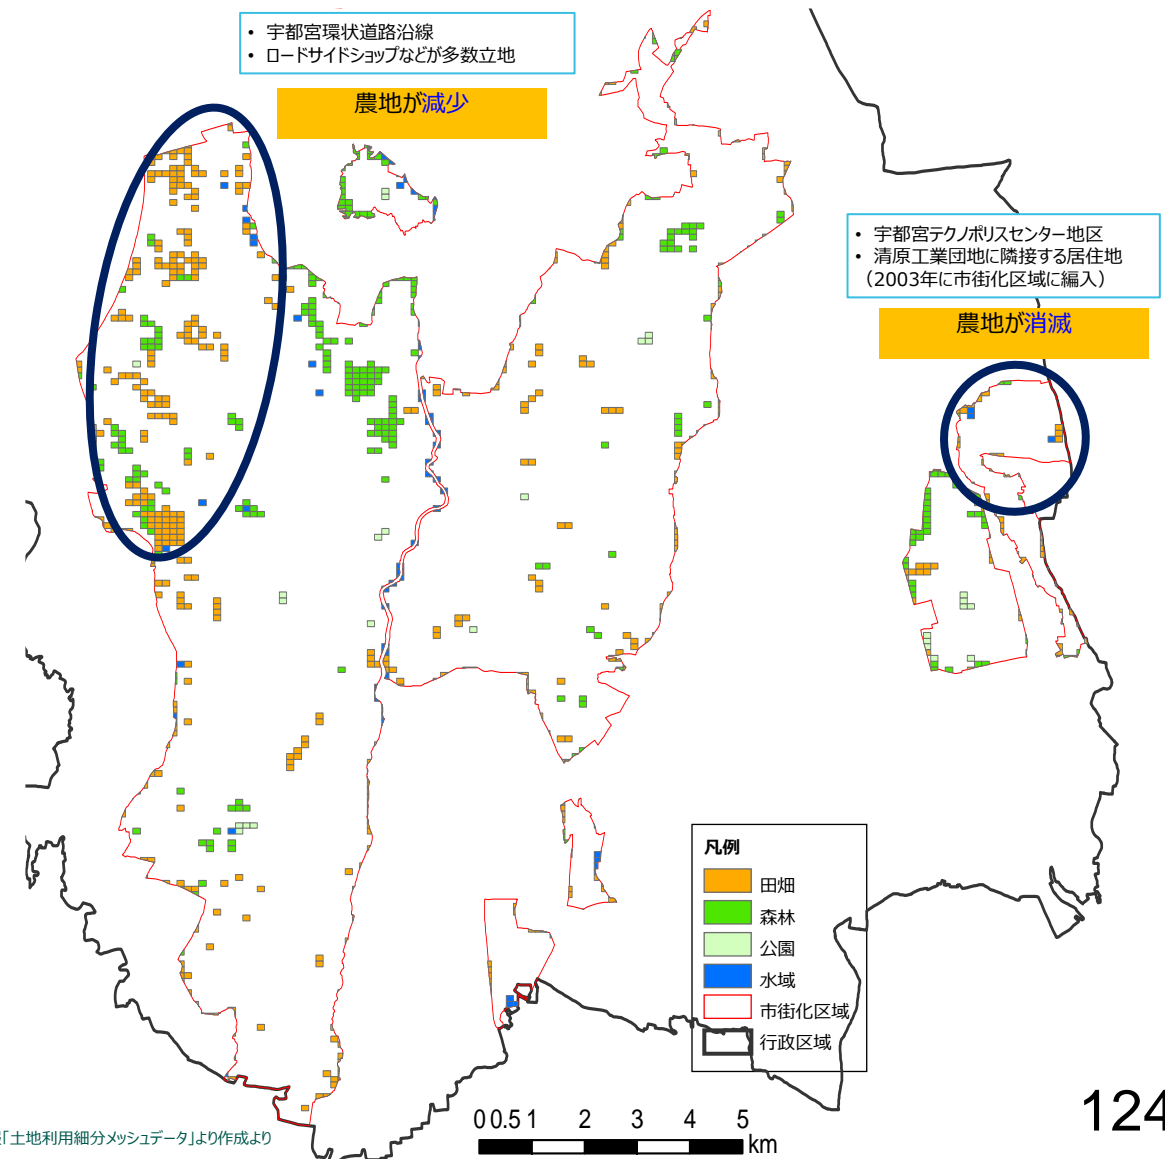 • 宇都宮環状道路沿線
• ロードサイドショップなどが多数立地
農地が減少
• 宇都宮テクノポリスセンター地区
• 清原工業団地に隣接する居住地
（2003年に市街化区域に編入）
農地が消滅
凡例
田畑
森林
公園
水域
市街化区域
行政区域
「土地利用細分メッシュデータ」より作成より
0 0.5 1 2 3 4 5
km
124